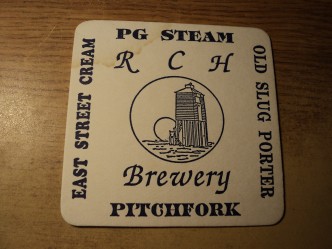 PG STEAM
R C H
EAST STREET CREAM
OLD SLUG PORTER
Brewery
PITCHFORK